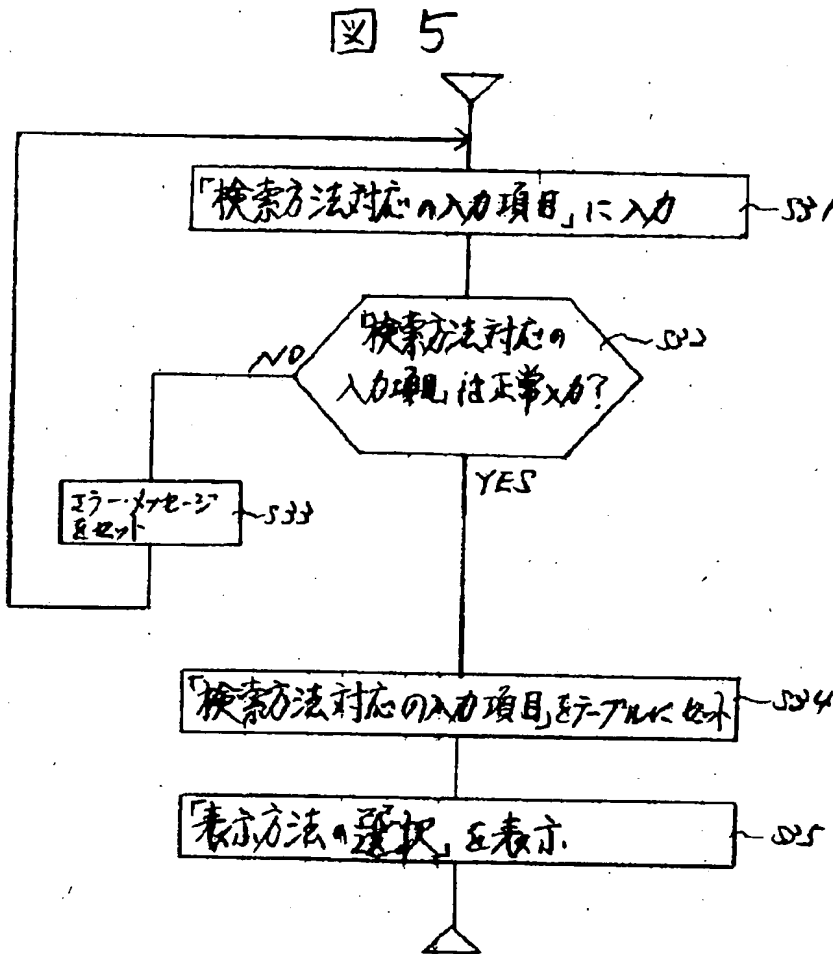 図 5
「検索方法対応の入力項目」に入力
S31
「検索方法対応の
入力項目」は正常入力?
S32
NO
YES
エラー・メッセージ
をセット
S33
「検索方法対応の入力項目」をテーブルにセット
S34
「表示方法の選択」を表示
S35